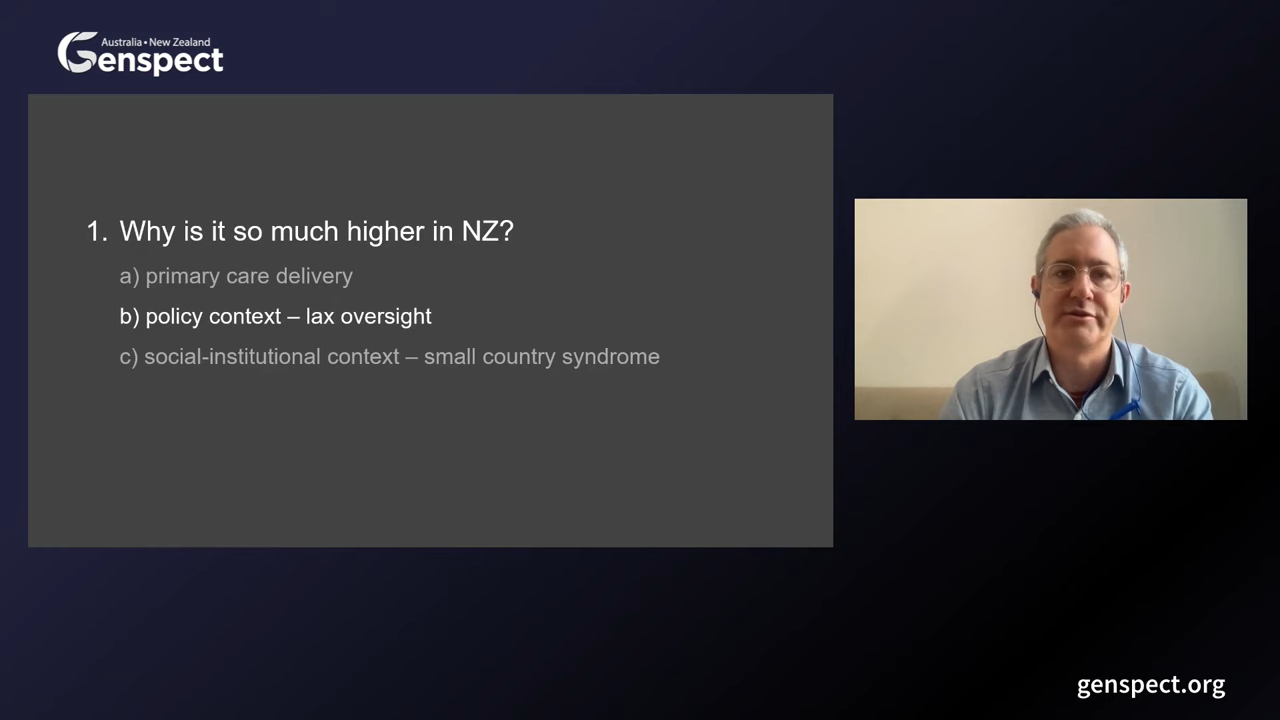 Australia • New Zealand
Genspect
1. Why is it so much higher in NZ?
a) primary care delivery
b) policy context – lax oversight
c) social-institutional context – small country syndrome
genspect.org